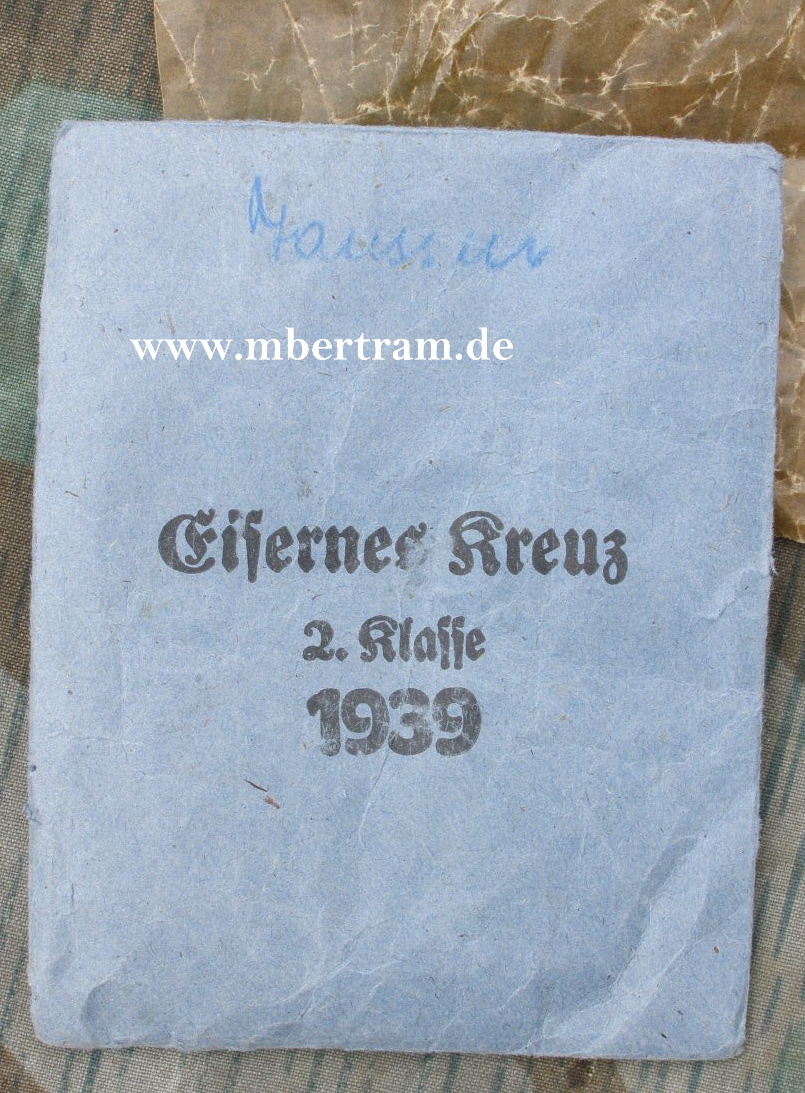 www.mbertram.de
Eisernes Kreuz
2. Klasse
1939